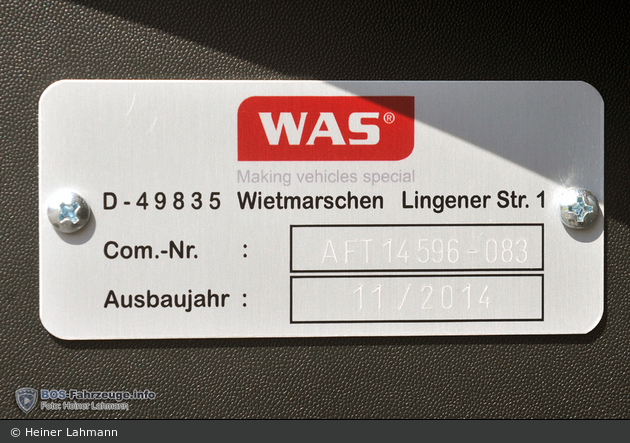 WAS®
Making vehicles special
D-49835 Wietmarschen Lingener Str. 1
Com.-Nr. : AFT 14596-083
Ausbaujahr : 11/2014
BOS-Fahrzeuge.info
Foto: Heiner Lahmann
© Heiner Lahmann